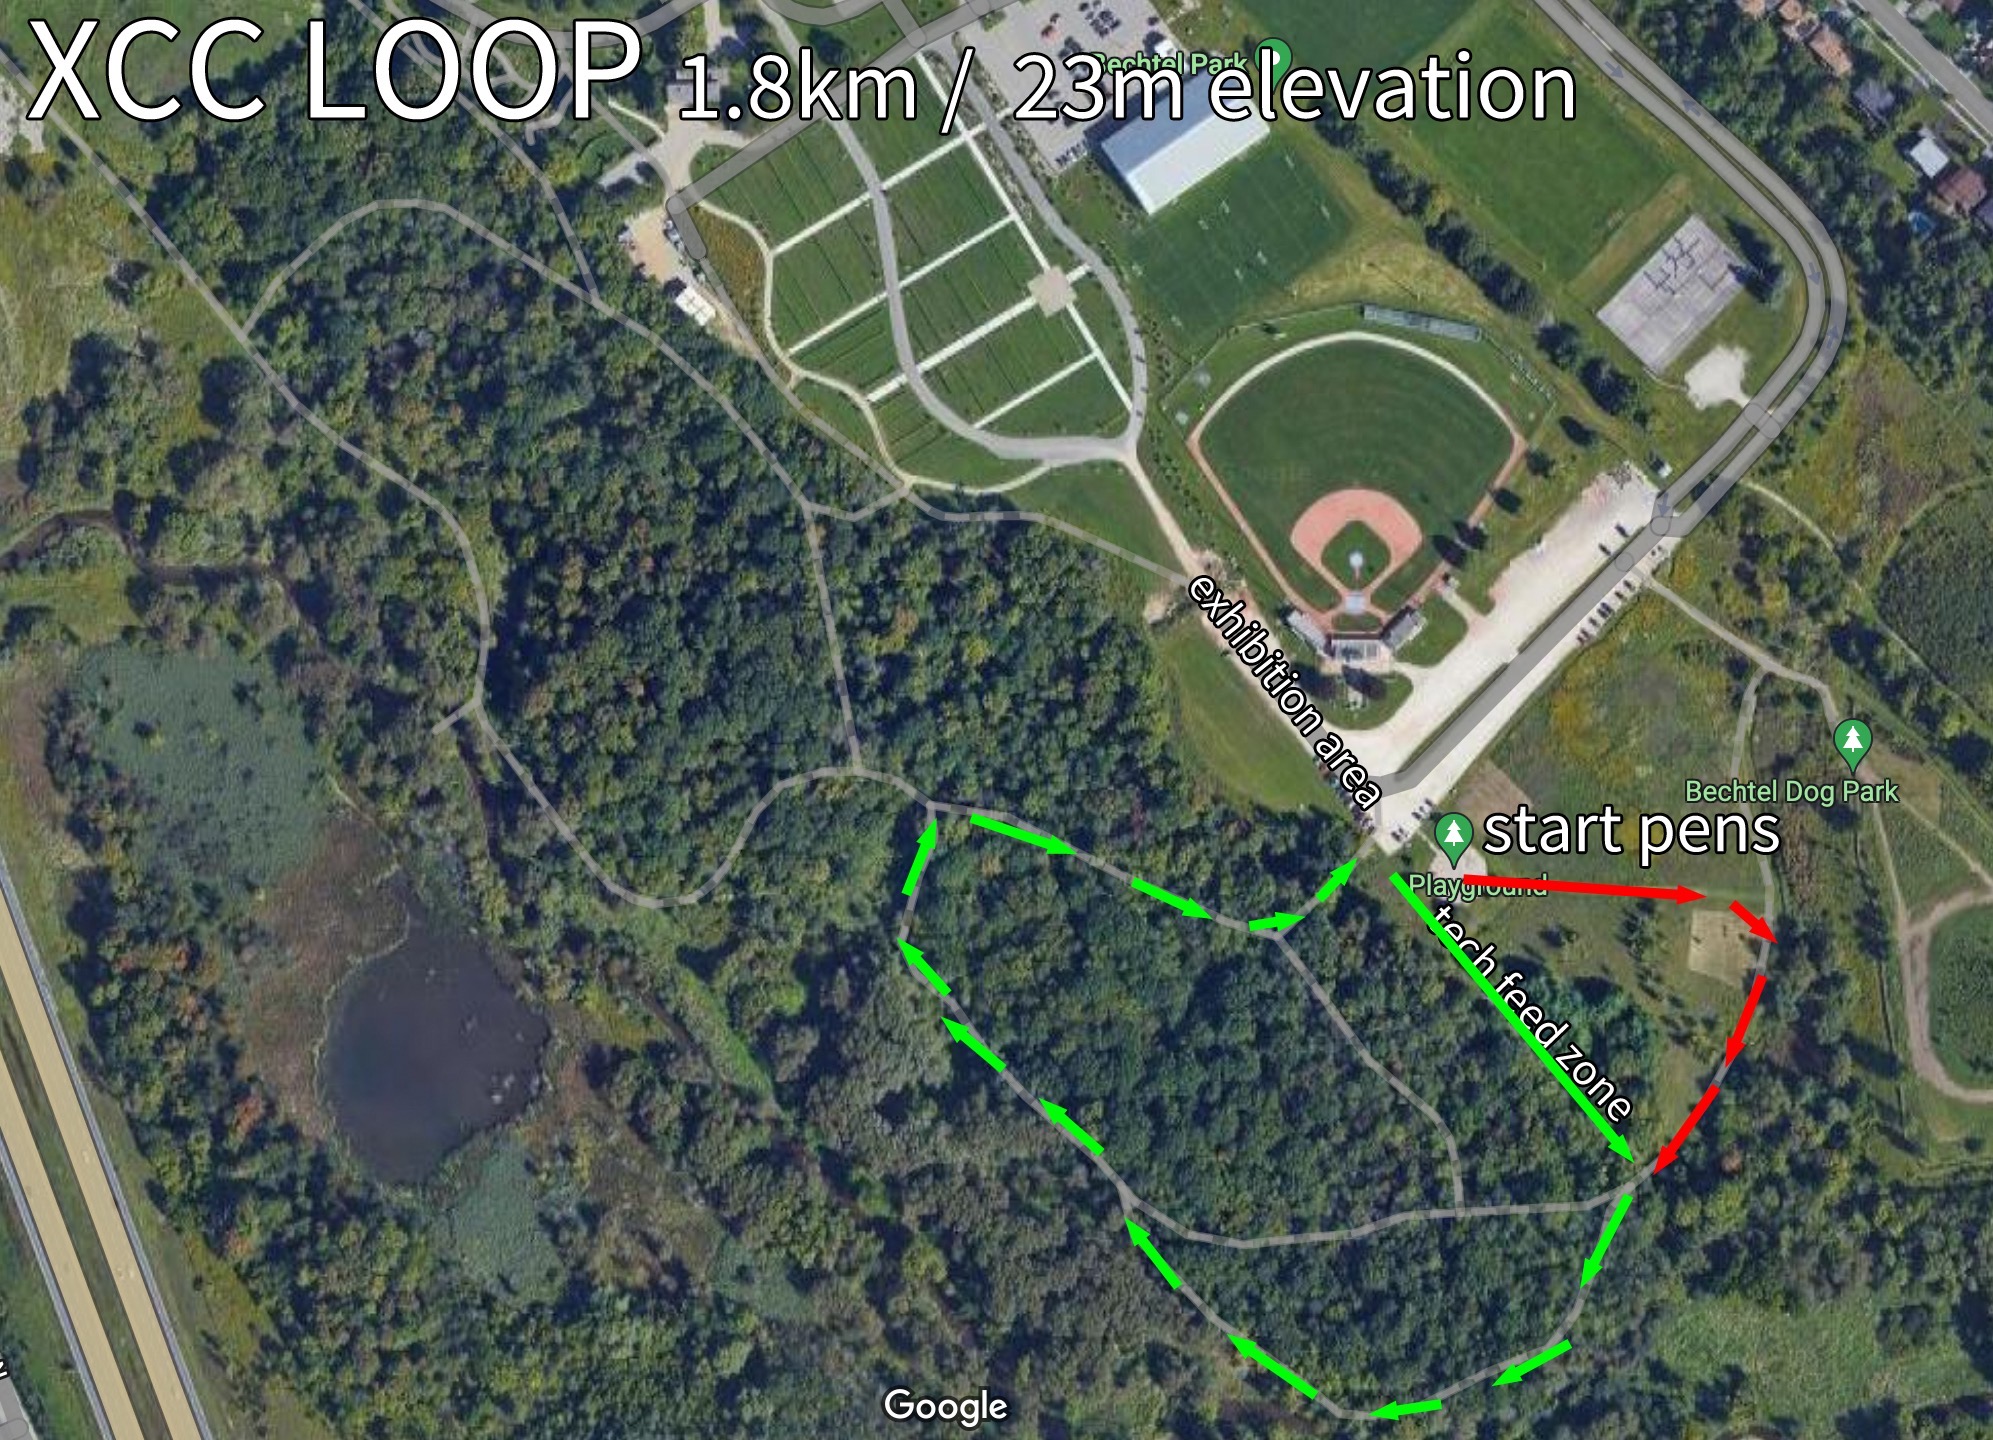 XCC LOOP 1.8km / 23m elevation
Bechtel Park
exhibition area
Bechtel Dog Park
start pens
Playground
tech feed zone
Google